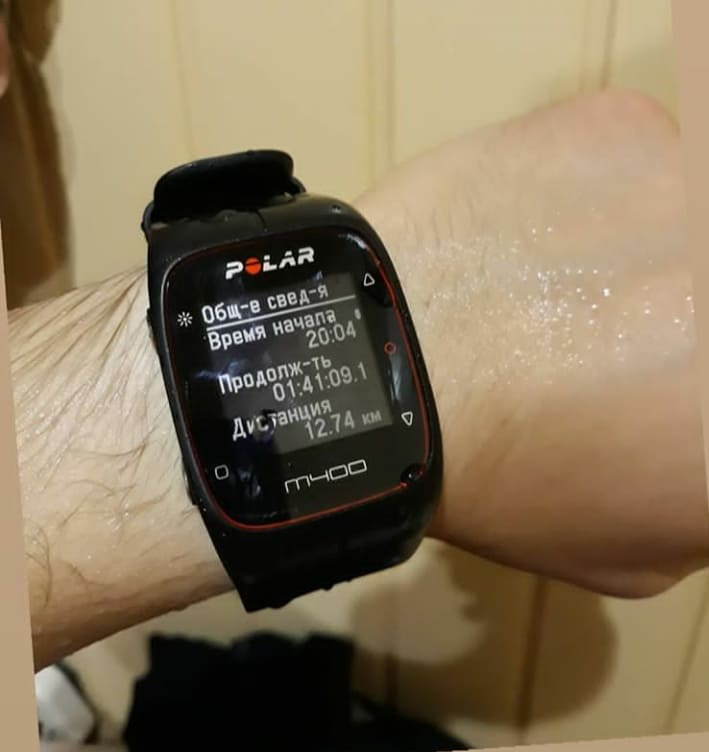 POLAR
Общ-е свед-я
Время начала
20:04
Продолж-ть
01:41:09.1
Дистанция
12.74 км
M400